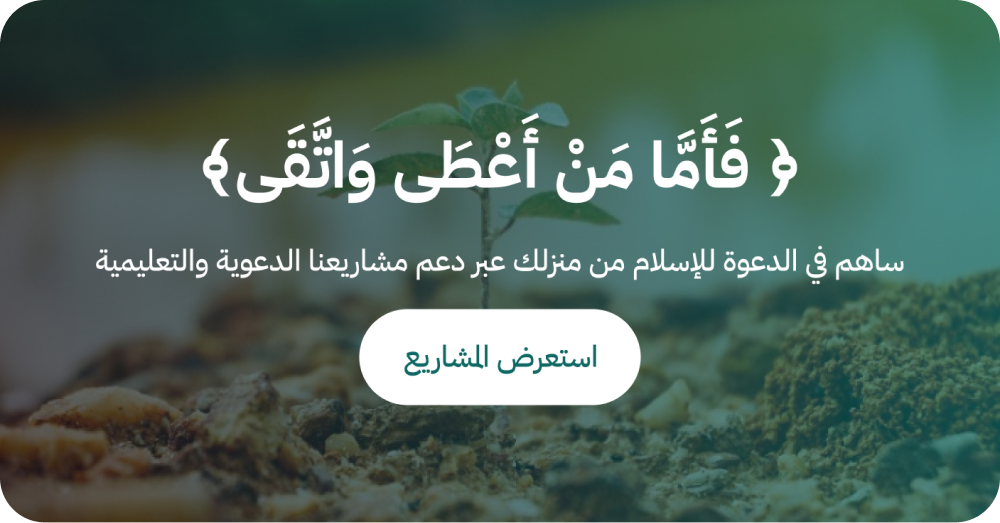 ﴿ فَأَمَّا مَنْ أَعْطَى وَاتَّقَى﴾
ساهم في الدعوة للإسلام من منزلك عبر دعم مشاريعنا الدعوية والتعليمية
استعرض المشاريع